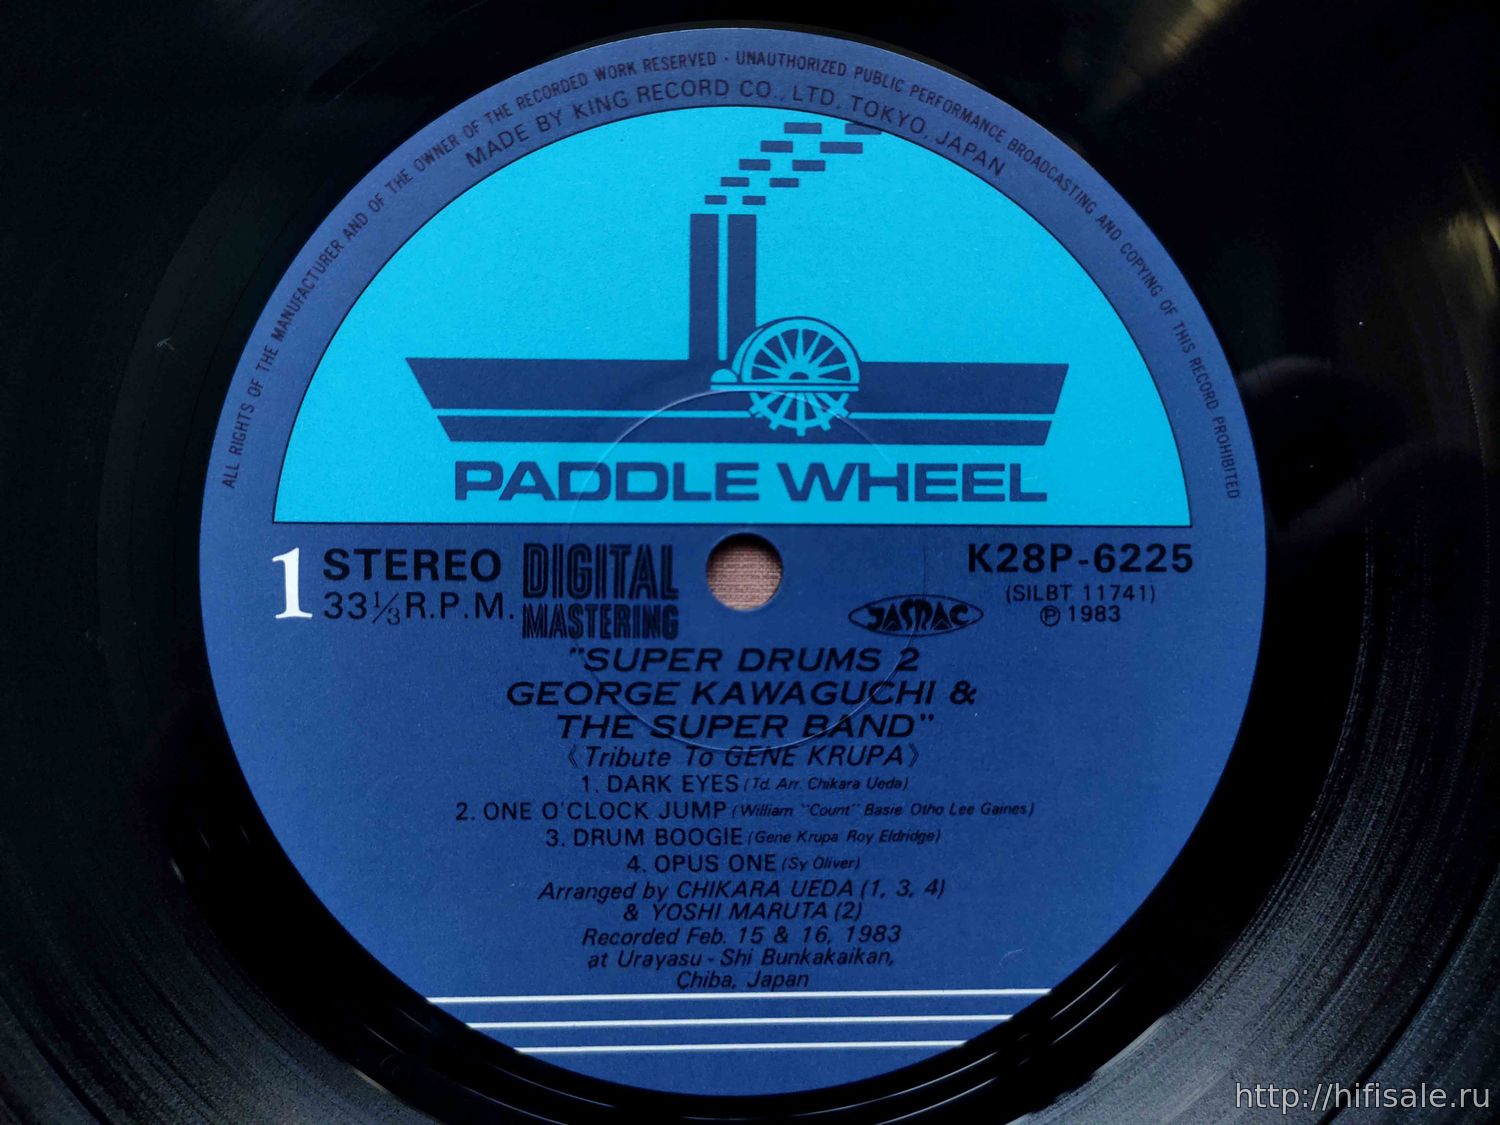 ALL RIGHTS OF THE MANUFACTURER AND OF THE OWNER OF THE RECORDED WORK RESERVED · UNAUTHORIZED PUBLIC PERFORMANCE BROADCASTING AND COPYING OF THIS RECORD PROHIBITED
MADE BY KING RECORD CO., LTD. TOKYO, JAPAN
PADDLE WHEEL
1 STEREO
33⅓ R.P.M.
DIGITAL
MASTERING
JASRAC
K28P-6225
(SILBT 11741)
℗ 1983
"SUPER DRUMS 2
GEORGE KAWAGUCHI &
THE SUPER BAND"
《Tribute To GENE KRUPA》
1. DARK EYES (Td. Arr. Chikara Ueda)
2. ONE O'CLOCK JUMP (William "Count" Basie Otho Lee Gaines)
3. DRUM BOOGIE (Gene Krupa Roy Eldridge)
4. OPUS ONE (Sy Oliver)
Arranged by CHIKARA UEDA (1, 3, 4)
& YOSHI MARUTA (2)
Recorded Feb. 15 & 16, 1983
at Urayasu-Shi Bunkakaikan,
Chiba, Japan
http://hifisale.ru